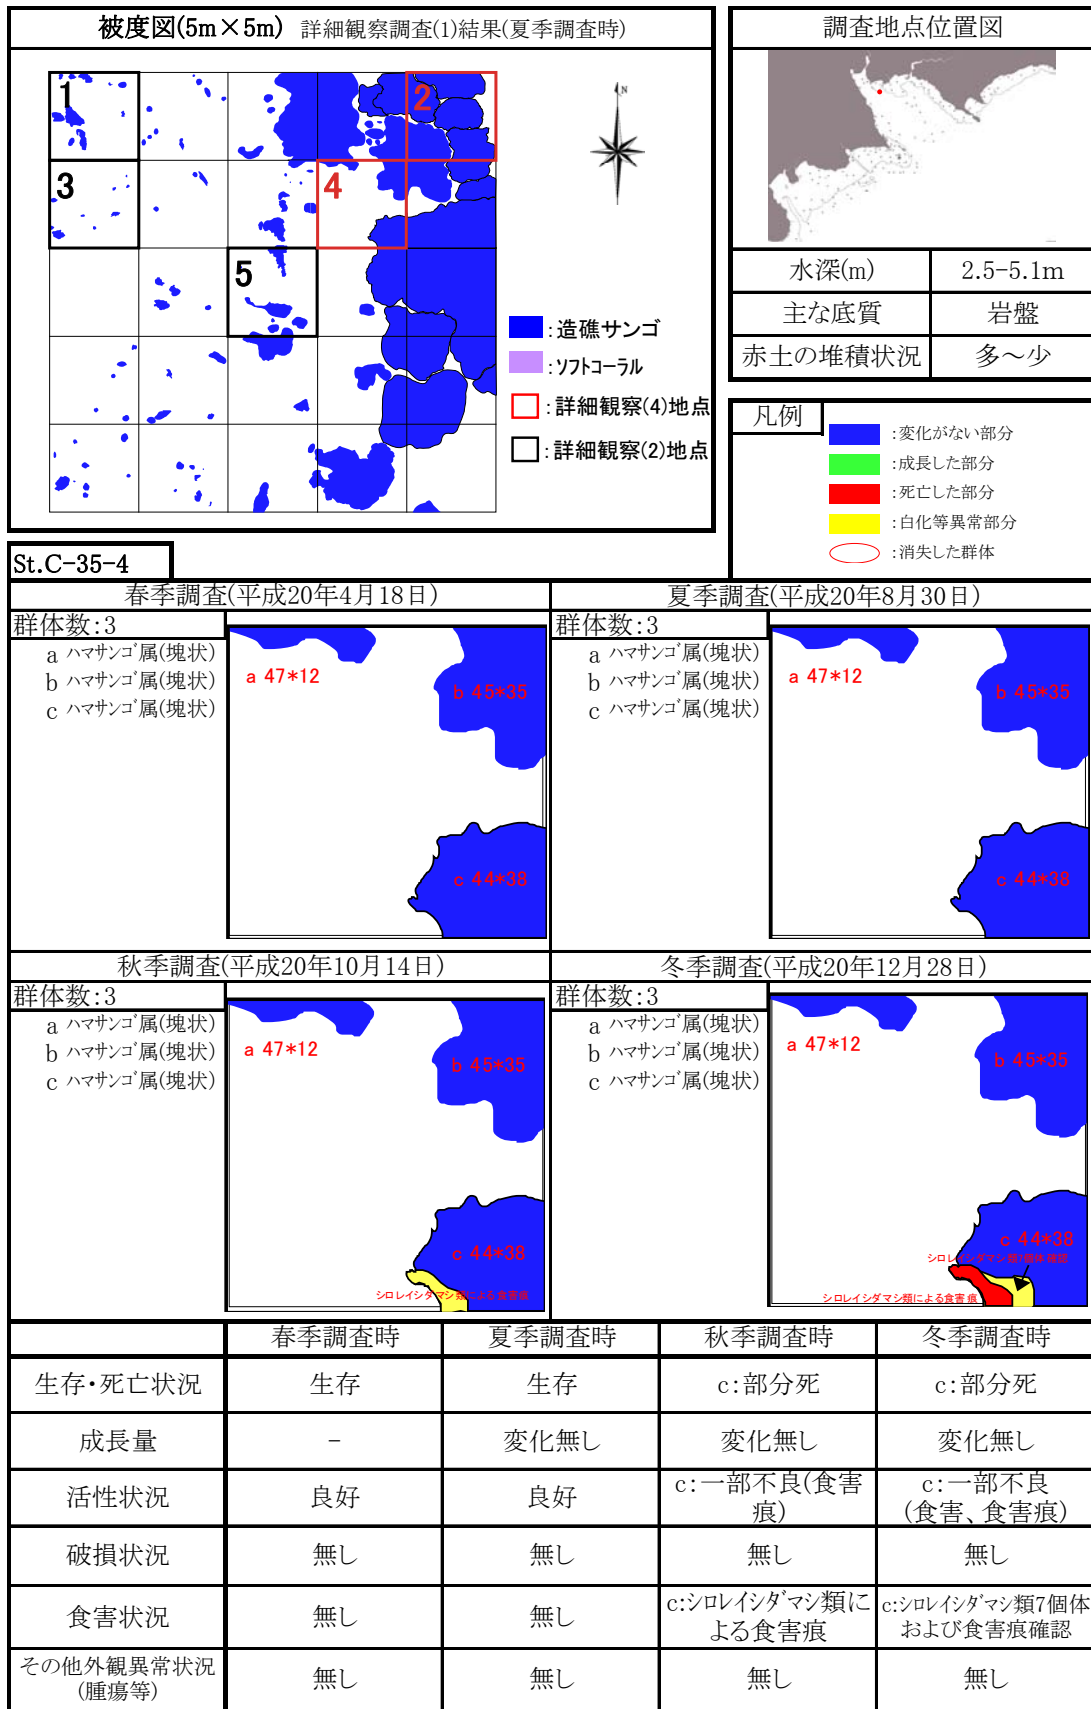 被度図(5m×5m) 詳細観察調査(1)結果(夏季調査時)
1
2
3
4
5
N
:造礁サンゴ
:ソフトコーラル
:詳細観察(4)地点
:詳細観察(2)地点
調査地点位置図
水深(m) 2.5-5.1m
主な底質 岩盤
赤土の堆積状況 多~少
凡例
:変化がない部分
:成長した部分
:死亡した部分
:白化等異常部分
:消失した群体
St.C-35-4
春季調査(平成20年4月18日)
群体数:3
a ハマサンゴ属(塊状)
b ハマサンゴ属(塊状)
c ハマサンゴ属(塊状)
a 47*12
b 45*35
c 44*38
夏季調査(平成20年8月30日)
群体数:3
a ハマサンゴ属(塊状)
b ハマサンゴ属(塊状)
c ハマサンゴ属(塊状)
a 47*12
b 45*35
c 44*38
秋季調査(平成20年10月14日)
群体数:3
a ハマサンゴ属(塊状)
b ハマサンゴ属(塊状)
c ハマサンゴ属(塊状)
a 47*12
b 45*35
c 44*38
シロレイシダマシ類による食害痕
冬季調査(平成20年12月28日)
群体数:3
a ハマサンゴ属(塊状)
b ハマサンゴ属(塊状)
c ハマサンゴ属(塊状)
a 47*12
b 45*35
c 44*38
シロレイシダマシ類7個体確認
シロレイシダマシ類による食害痕
春季調査時 夏季調査時 秋季調査時 冬季調査時
生存・死亡状況 生存 生存 c:部分死 c:部分死
成長量 - 変化無し 変化無し 変化無し
活性状況 良好 良好 c:一部不良(食害痕) c:一部不良(食害、食害痕)
破損状況 無し 無し 無し 無し
食害状況 無し 無し c:シロレイシダマシ類による食害痕 c:シロレイシダマシ類7個体および食害痕確認
その他外観異常状況(腫瘍等) 無し 無し 無し 無し